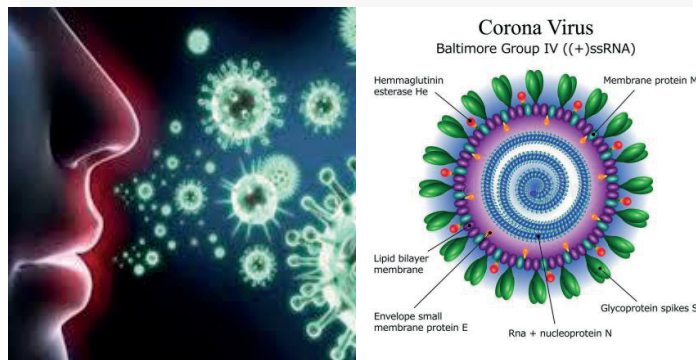 Corona Virus
Baltimore Group IV ((+)ssRNA)
Hemmaglutinin
esterase He
Membrane protein M
Lipid bilayer
membrane
Envelope small
membrane protein E
Rna + nucleoprotein N
Glycoprotein spikes S